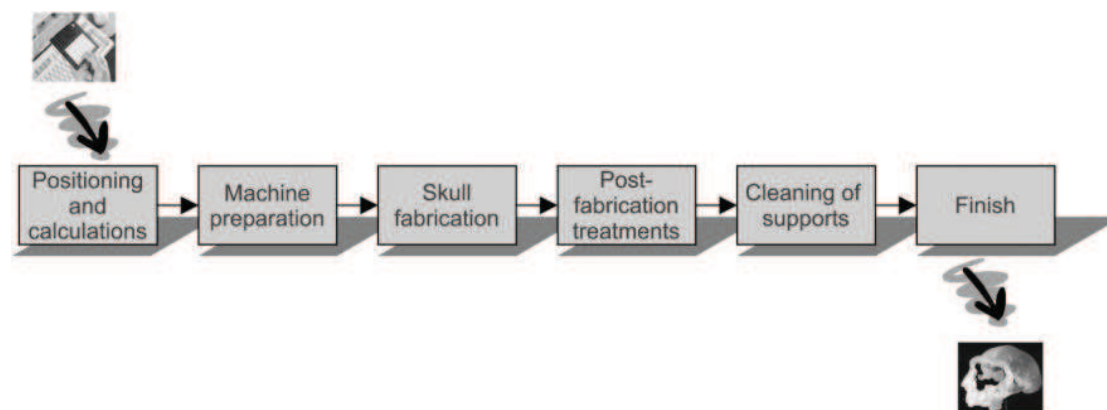 Positioning
and
calculations
Machine
preparation
Skull
fabrication
Post-
fabrication
treatments
Cleaning of
supports
Finish